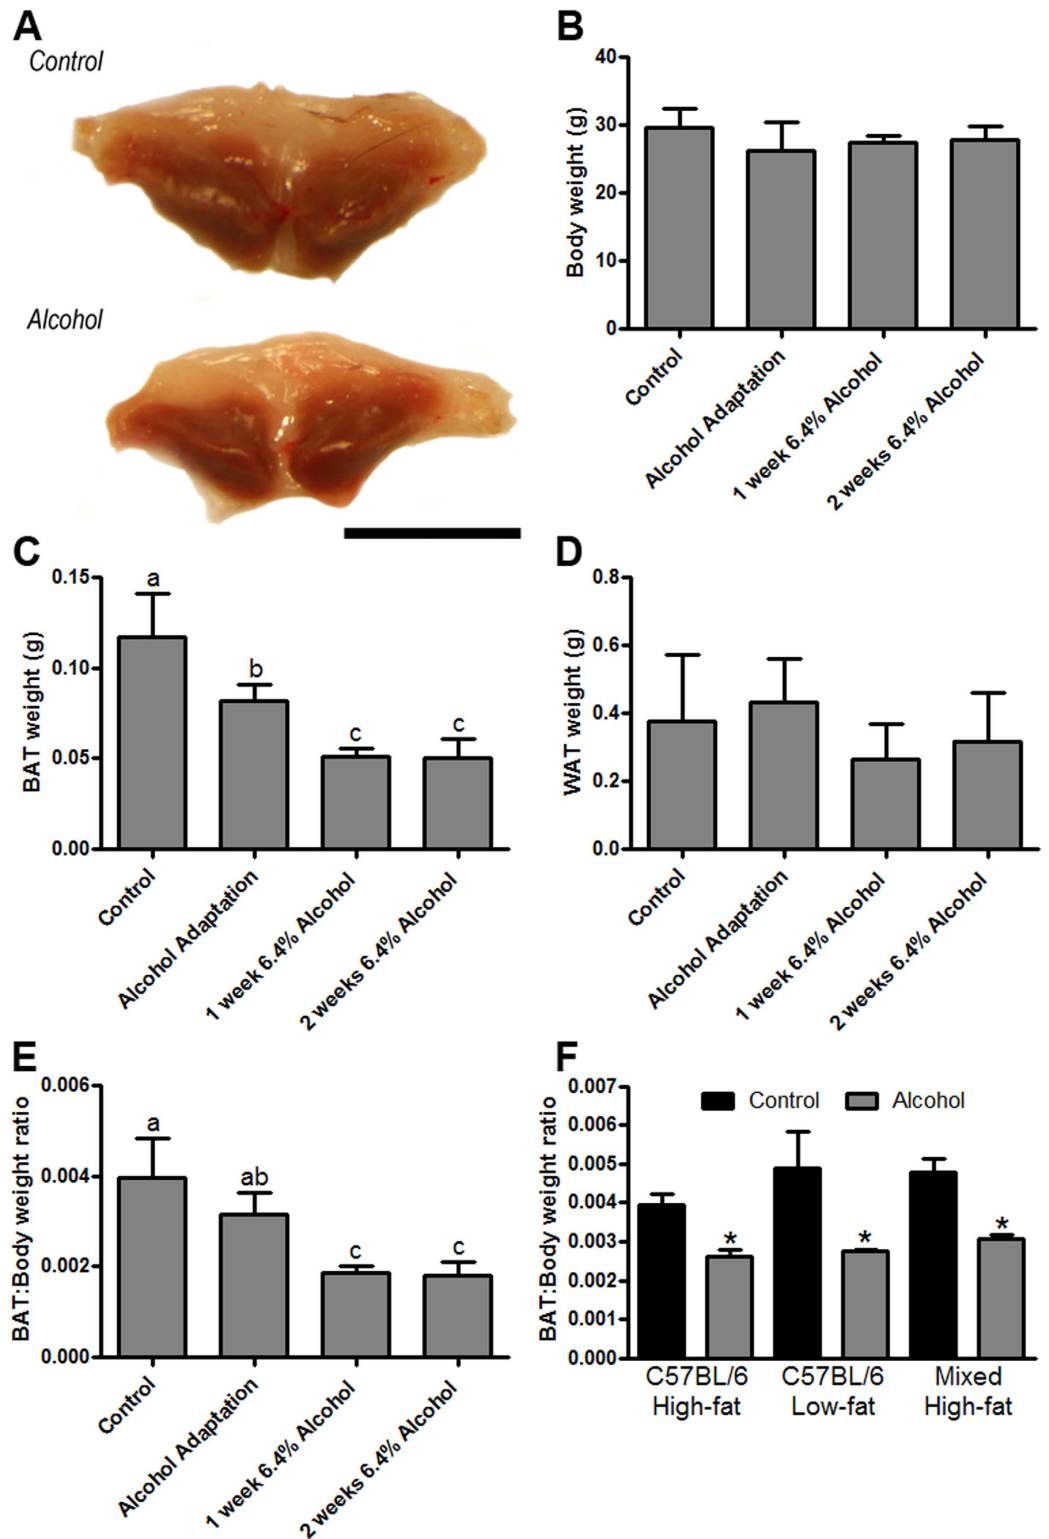 A
Control
Alcohol
B
Body weight (g)
40
30
20
10
0
Control
Alcohol Adaptation
1 week 6.4% Alcohol
2 weeks 6.4% Alcohol
C
BAT weight (g)
0.15
0.10
0.05
0.00
a
b
c
c
Control
Alcohol Adaptation
1 week 6.4% Alcohol
2 weeks 6.4% Alcohol
D
WAT weight (g)
0.8
0.6
0.4
0.2
0.0
Control
Alcohol Adaptation
1 week 6.4% Alcohol
2 weeks 6.4% Alcohol
E
BAT:Body weight ratio
0.006
0.004
0.002
0.000
a
ab
c
c
Control
Alcohol Adaptation
1 week 6.4% Alcohol
2 weeks 6.4% Alcohol
F
BAT:Body weight ratio
0.007
0.006
0.005
0.004
0.003
0.002
0.001
0.000
Control
Alcohol
*
*
*
C57BL/6
High-fat
C57BL/6
Low-fat
Mixed
High-fat